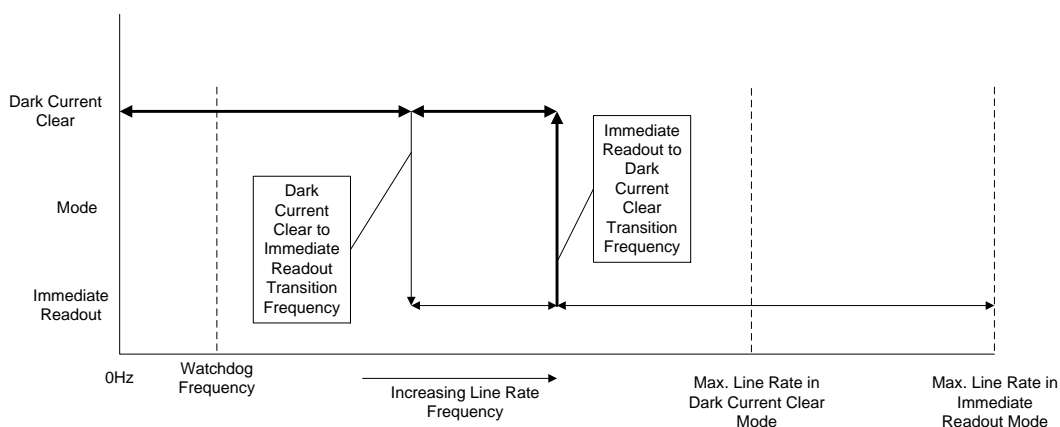 Dark Current
Clear
Mode
Immediate
Readout
Dark
Current
Clear to
Immediate
Readout
Transition
Frequency
Immediate
Readout to
Dark
Current
Clear
Transition
Frequency
0Hz
Watchdog
Frequency
Increasing Line Rate
Frequency
Max. Line Rate in
Dark Current Clear
Mode
Max. Line Rate in
Immediate
Readout Mode